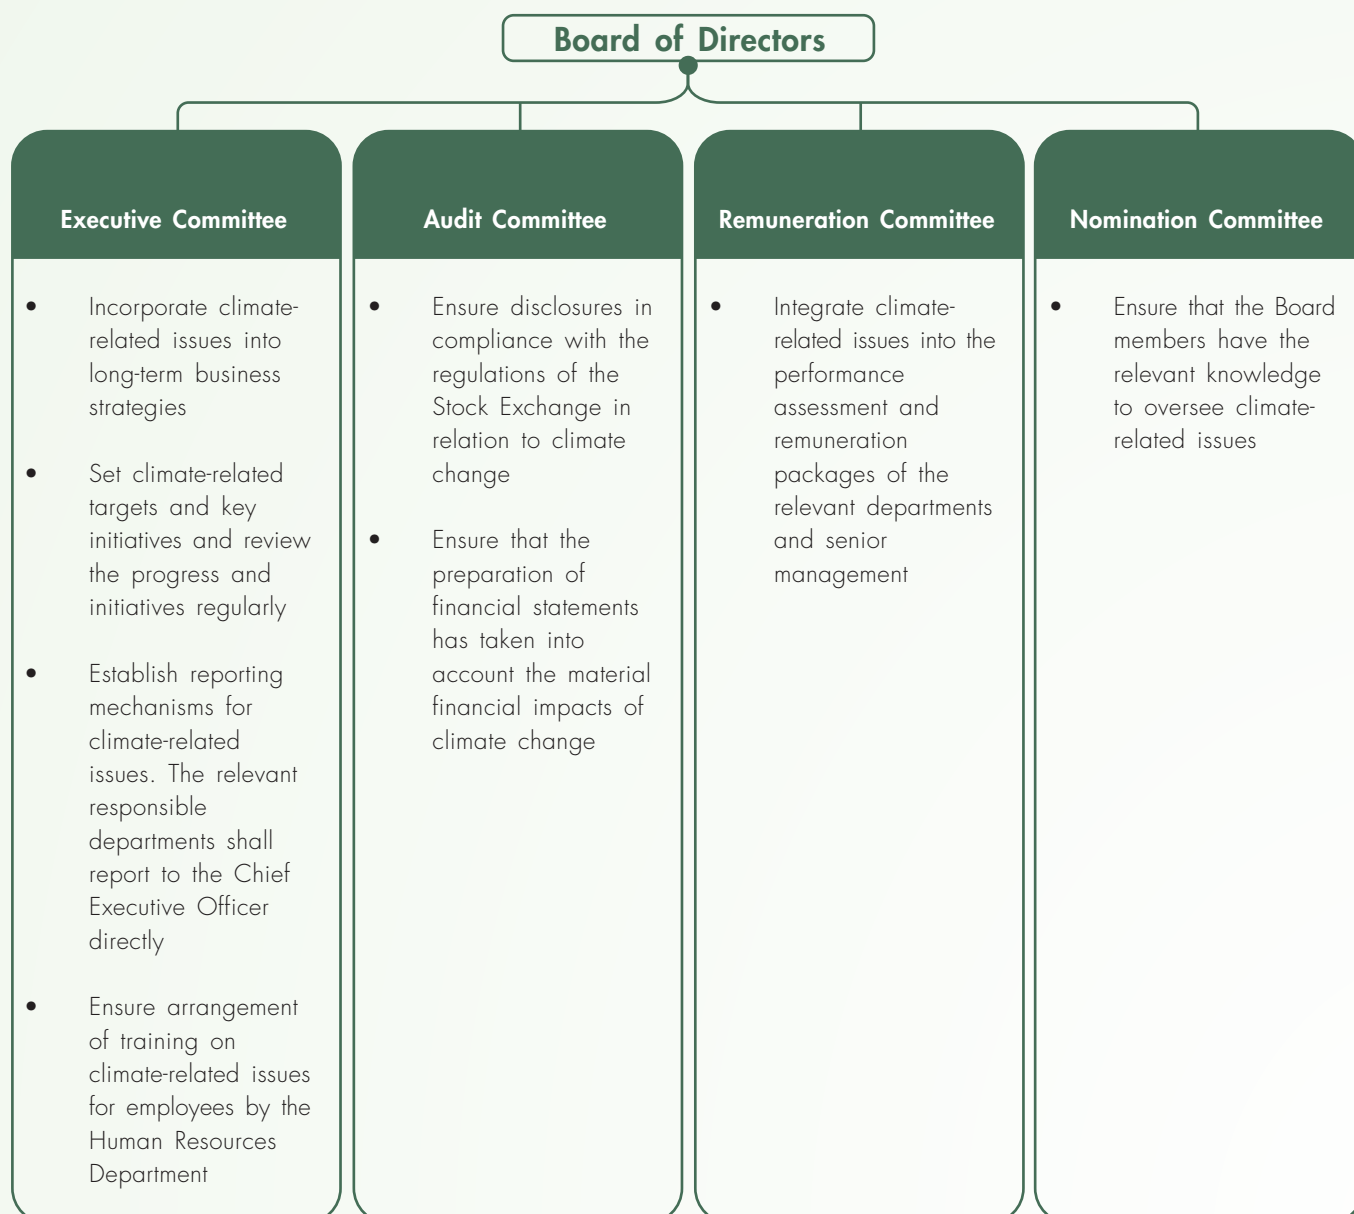 Board of Directors
Executive Committee
• Incorporate climate-
related issues into
long-term business
strategies
• Set climate-related
targets and key
initiatives and review
the progress and
initiatives regularly
• Establish reporting
mechanisms for
climate-related
issues. The relevant
responsible
departments shall
report to the Chief
Executive Officer
directly
• Ensure arrangement
of training on
climate-related issues
for employees by the
Human Resources
Department
Audit Committee
• Ensure disclosures in
compliance with the
regulations of the
Stock Exchange in
relation to climate
change
• Ensure that the
preparation of
financial statements
has taken into
account the material
financial impacts of
climate change
Remuneration Committee
• Integrate climate-
related issues into the
performance
assessment and
remuneration
packages of the
relevant departments
and senior
management
Nomination Committee
• Ensure that the Board
members have the
relevant knowledge
to oversee climate-
related issues